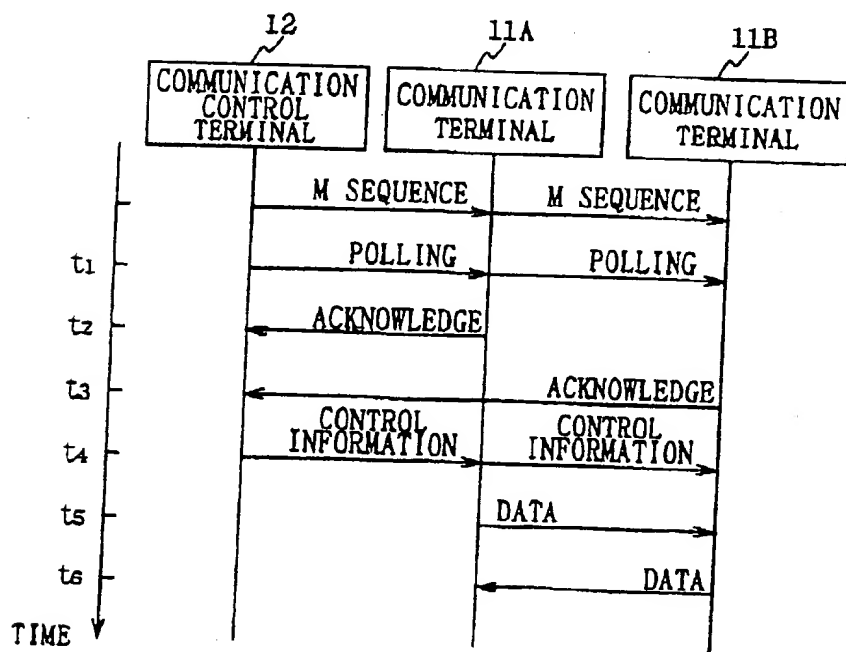 12
11A
11B
COMMUNICATION
CONTROL
TERMINAL
COMMUNICATION
TERMINAL
COMMUNICATION
TERMINAL
M SEQUENCE
M SEQUENCE
t1
POLLING
POLLING
t2
ACKNOWLEDGE
t3
ACKNOWLEDGE
CONTROL
INFORMATION
CONTROL
INFORMATION
t4
t5
DATA
t6
DATA
TIME